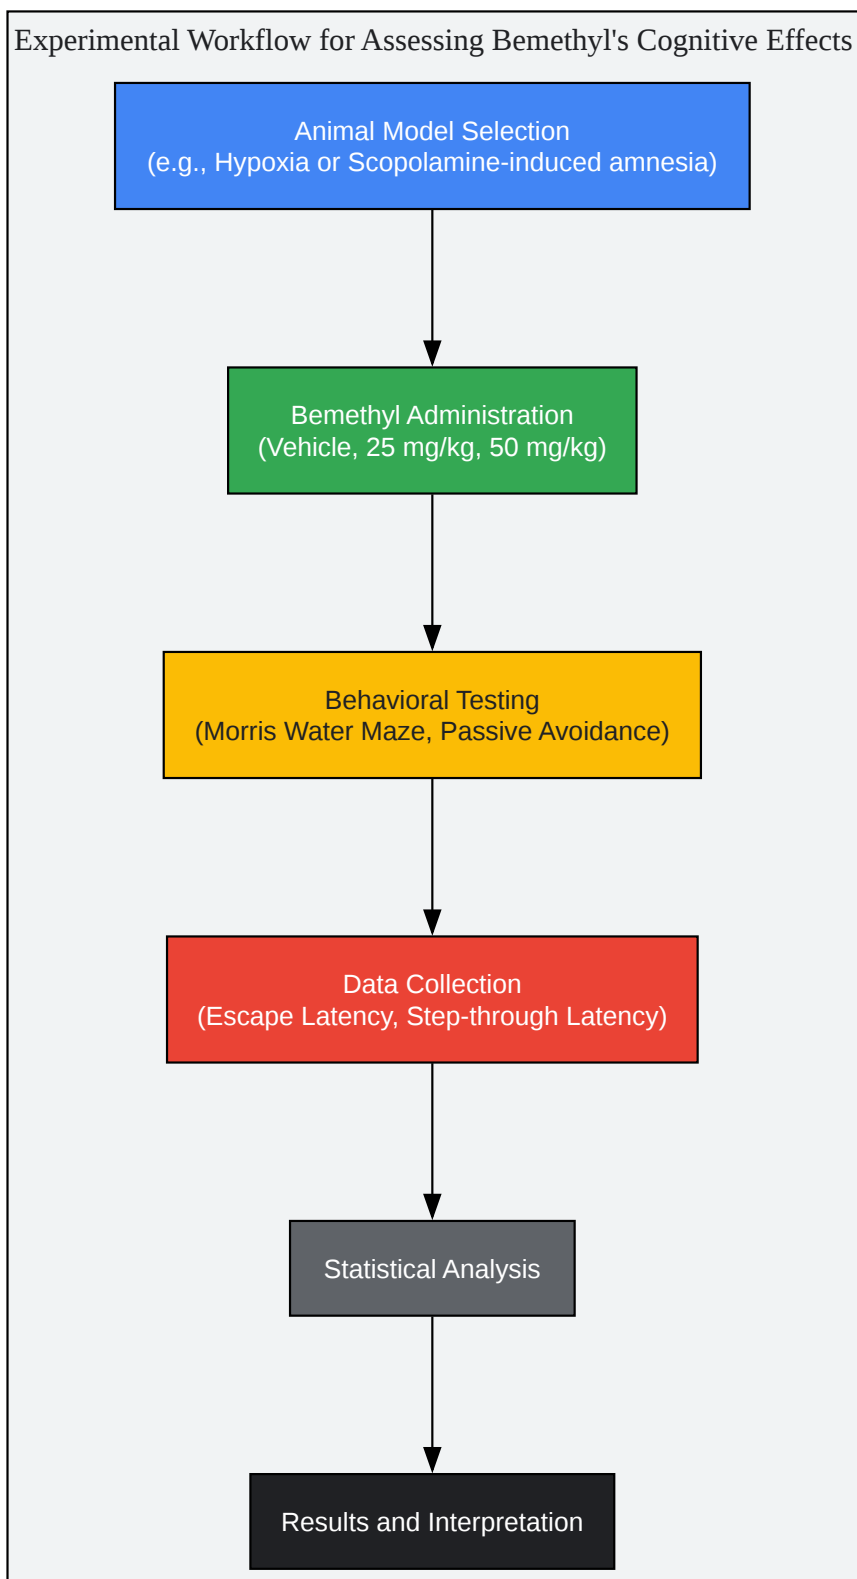 Experimental Workflow for Assessing Bemethyl's Cognitive Effects
Animal Model Selection
(e.g., Hypoxia or Scopolamine-induced amnesia)
Bemethyl Administration
(Vehicle, 25 mg/kg, 50 mg/kg)
Behavioral Testing
(Morris Water Maze, Passive Avoidance)
Data Collection
(Escape Latency, Step-through Latency)
Statistical Analysis
Results and Interpretation